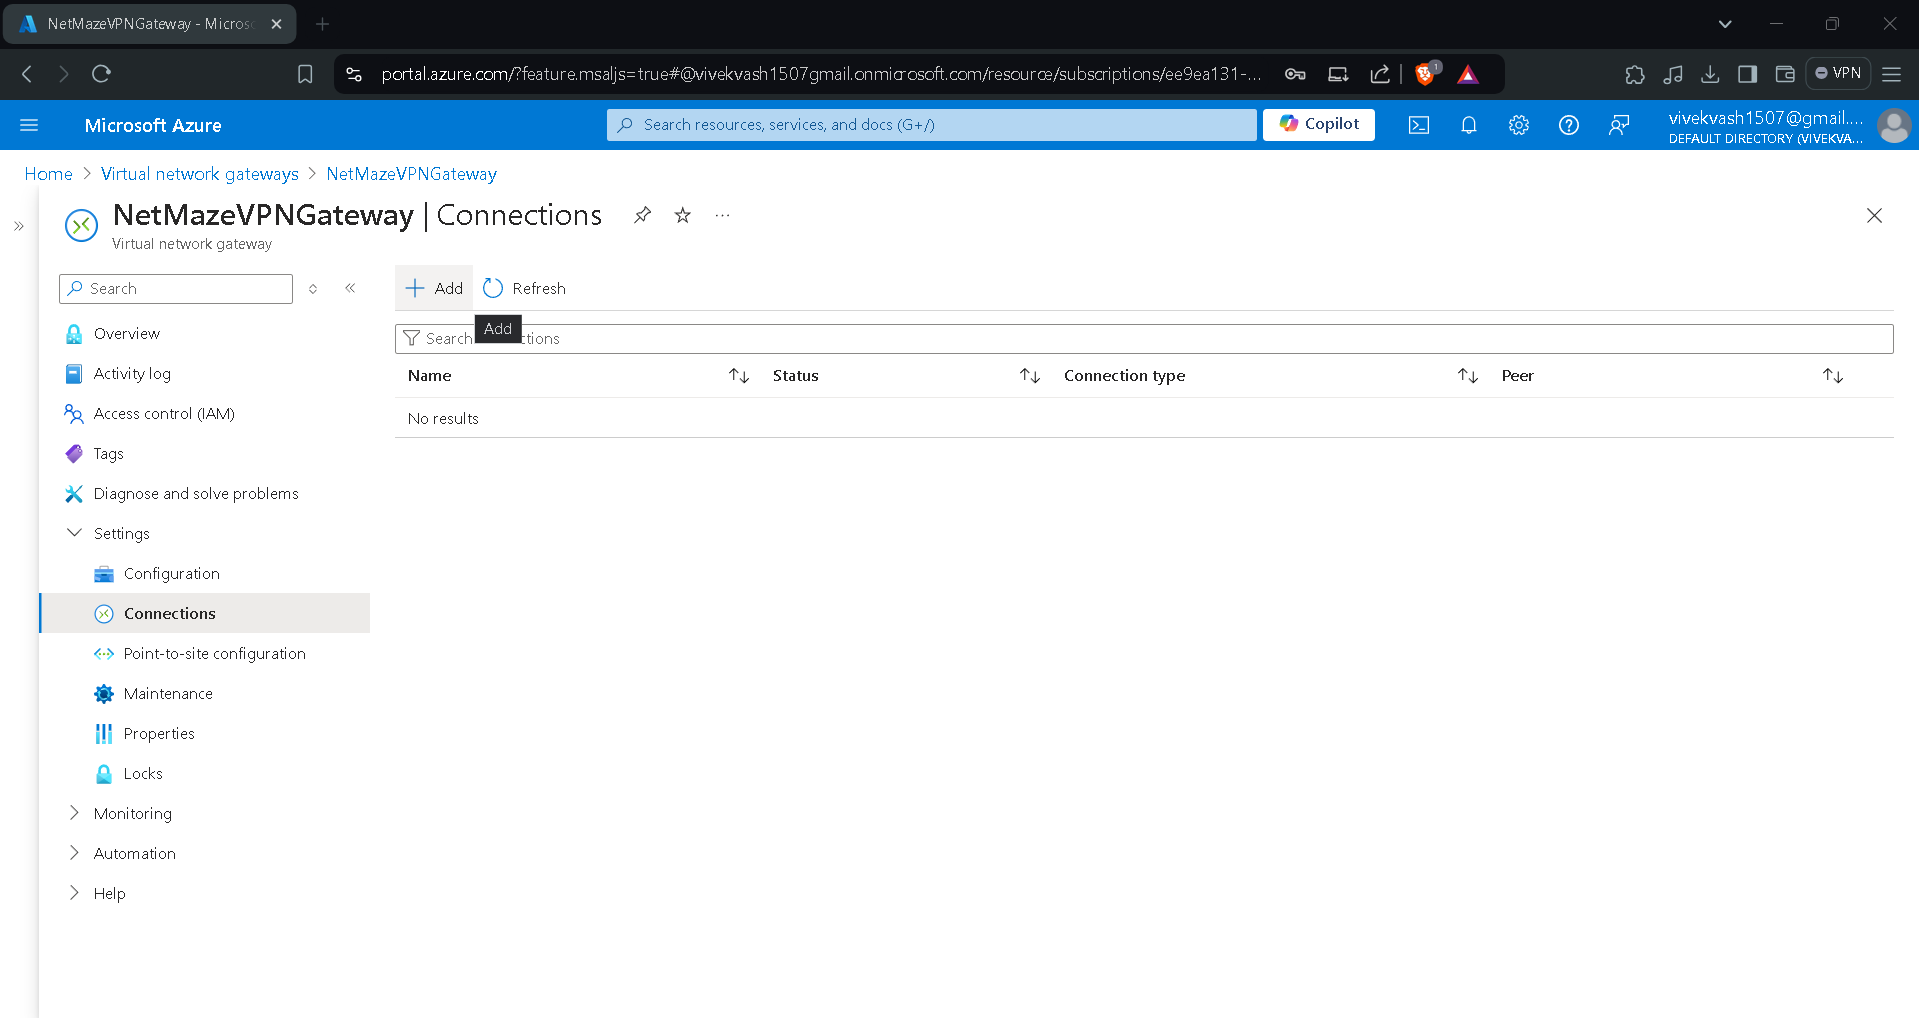 NetMazeVPNGateway - Micros
portal.azure.com/?feature.msaljs=true#@vivekvash1507gmail.onmicrosoft.com/resource/subscriptions/ee9ea131-...
1
VPN
Microsoft Azure
Search resources, services, and docs (G+/)
Copilot
vivekvash1507@gmail....
DEFAULT DIRECTORY (VIVEKVA...
Home > Virtual network gateways > NetMazeVPNGateway
NetMazeVPNGateway | Connections
Virtual network gateway
Search
Add
Refresh
Add
Search
Name
Status
Connection type
Peer
No results
Overview
Activity log
Access control (IAM)
Tags
Diagnose and solve problems
Settings
Configuration
Connections
Point-to-site configuration
Maintenance
Properties
Locks
Monitoring
Automation
Help